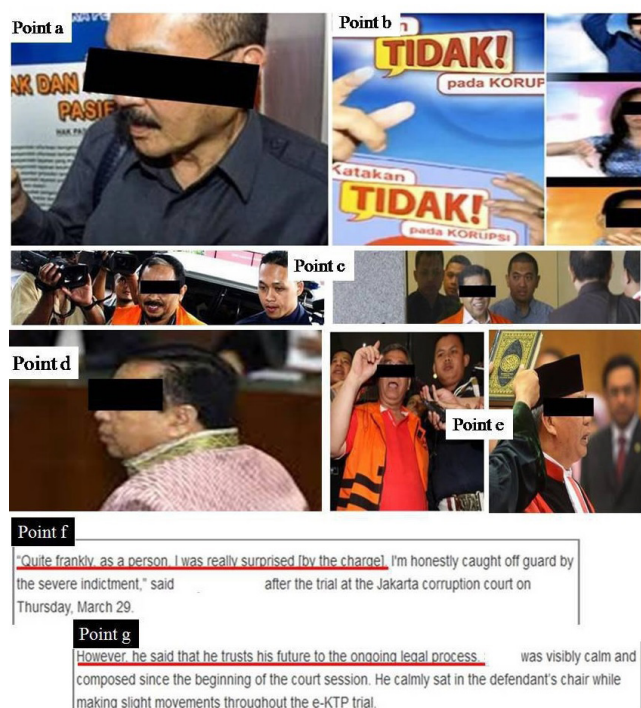 Point a
AK DAN
PASIF
HAK PA
Point b
TIDAK!
pada KORUP
Katakan
TIDAK!
pada KORUPSI
Point c
Point d
Point e
Point f
“Quite frankly, as a person, I was really surprised [by the charge]. I'm honestly caught off guard by
the severe indictment,” said after the trial at the Jakarta corruption court on
Thursday, March 29.
Point g
However, he said that he trusts his future to the ongoing legal process. was visibly calm and
composed since the beginning of the court session. He calmly sat in the defendant's chair while
making slight movements throughout the e-KTP trial.